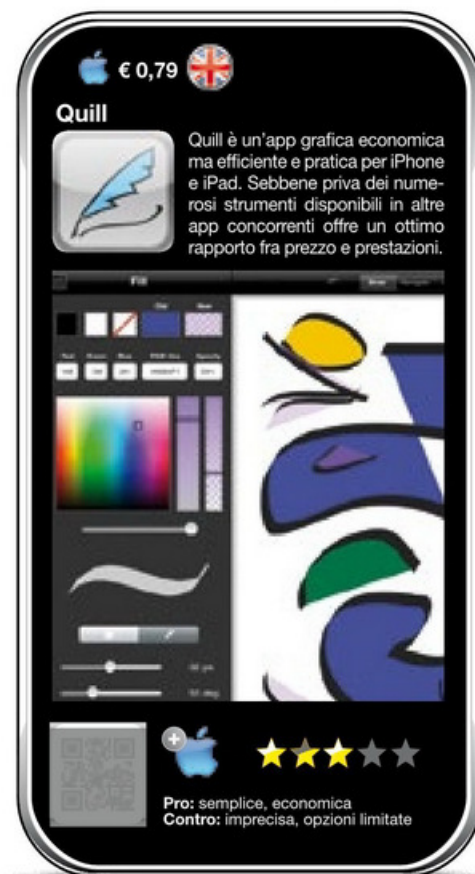 € 0,79
Quill
Quill è un'app grafica economica
ma efficiente e pratica per iPhone
e iPad. Sebbene priva dei nume-
rosi strumenti disponibili in altre
app concorrenti offre un ottimo
rapporto fra prezzo e prestazioni.
Fill
Pro: semplice, economica
Contro: imprecisa, opzioni limitate